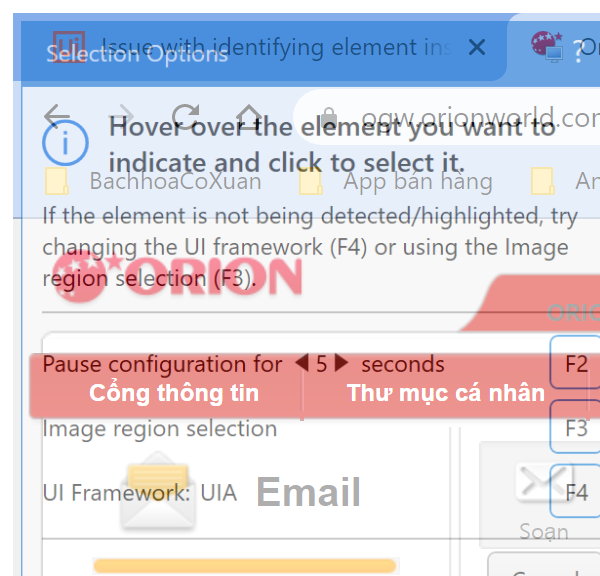 Issue with identifying element ins
Selection Options
?
ogw.orionworld.com
Hover over the element you want to
indicate and click to select it.
BachhoaCoXuan App bán hàng
If the element is not being detected/highlighted, try
changing the UI framework (F4) or using the Image
region selection (F3).
ORION
ORIO
Pause configuration for 5 seconds F2
Cổng thông tin Thư mục cá nhân
Image region selection F3
UI Framework: UIA F4
Email
Soạn